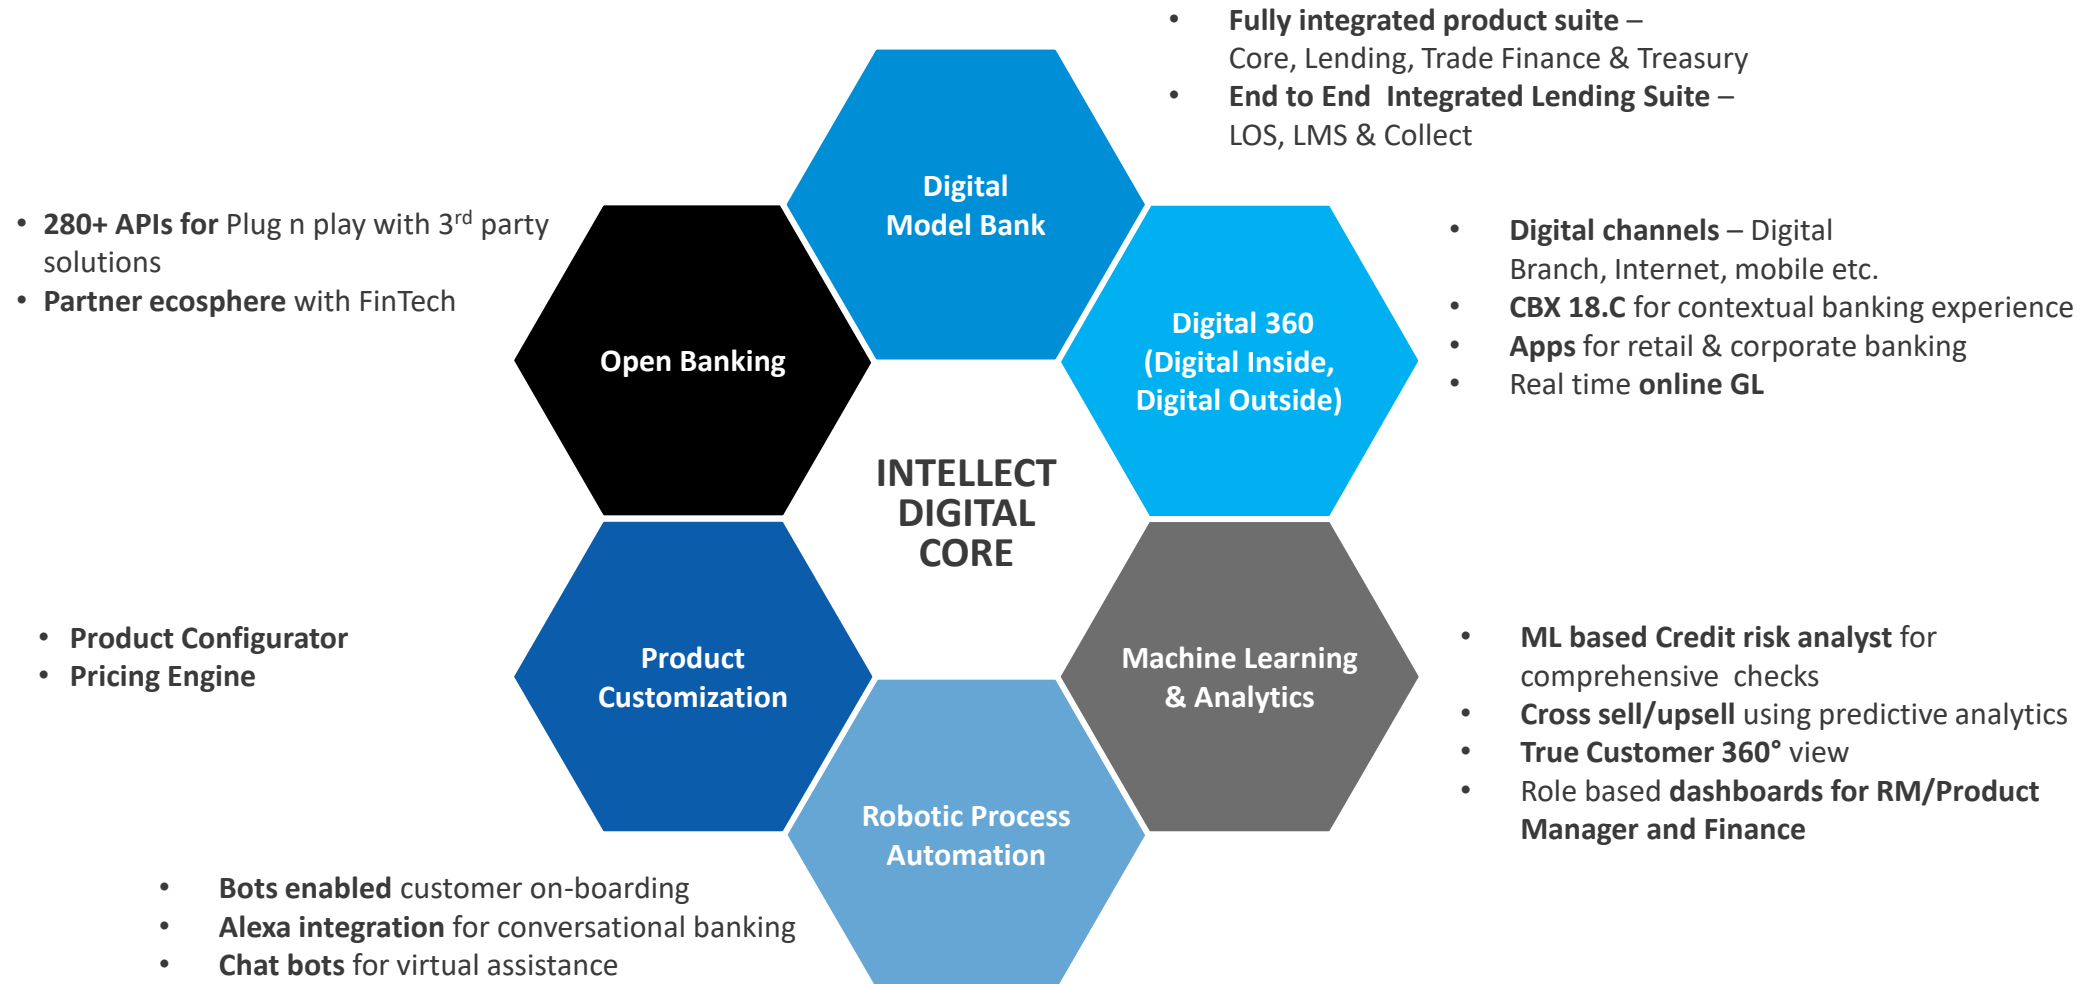 • Fully integrated product suite –
Core, Lending, Trade Finance & Treasury
• End to End  Integrated Lending Suite –
LOS, LMS & Collect
Digital
Model Bank
• 280+ APIs for Plug n play with 3rd party
solutions
• Partner ecosphere with FinTech
Open Banking
Digital 360
(Digital Inside,
Digital Outside)
• Digital channels – Digital
Branch, Internet, mobile etc.
• CBX 18.C for contextual banking experience
• Apps for retail & corporate banking
• Real time online GL
INTELLECT
DIGITAL
CORE
• Product Configurator
• Pricing Engine
Product
Customization
Machine Learning
& Analytics
• ML based Credit risk analyst for
comprehensive  checks
• Cross sell/upsell using predictive analytics
• True Customer 360° view
• Role based dashboards for RM/Product
Manager and Finance
Robotic Process
Automation
• Bots enabled customer on-boarding
• Alexa integration for conversational banking
• Chat bots for virtual assistance